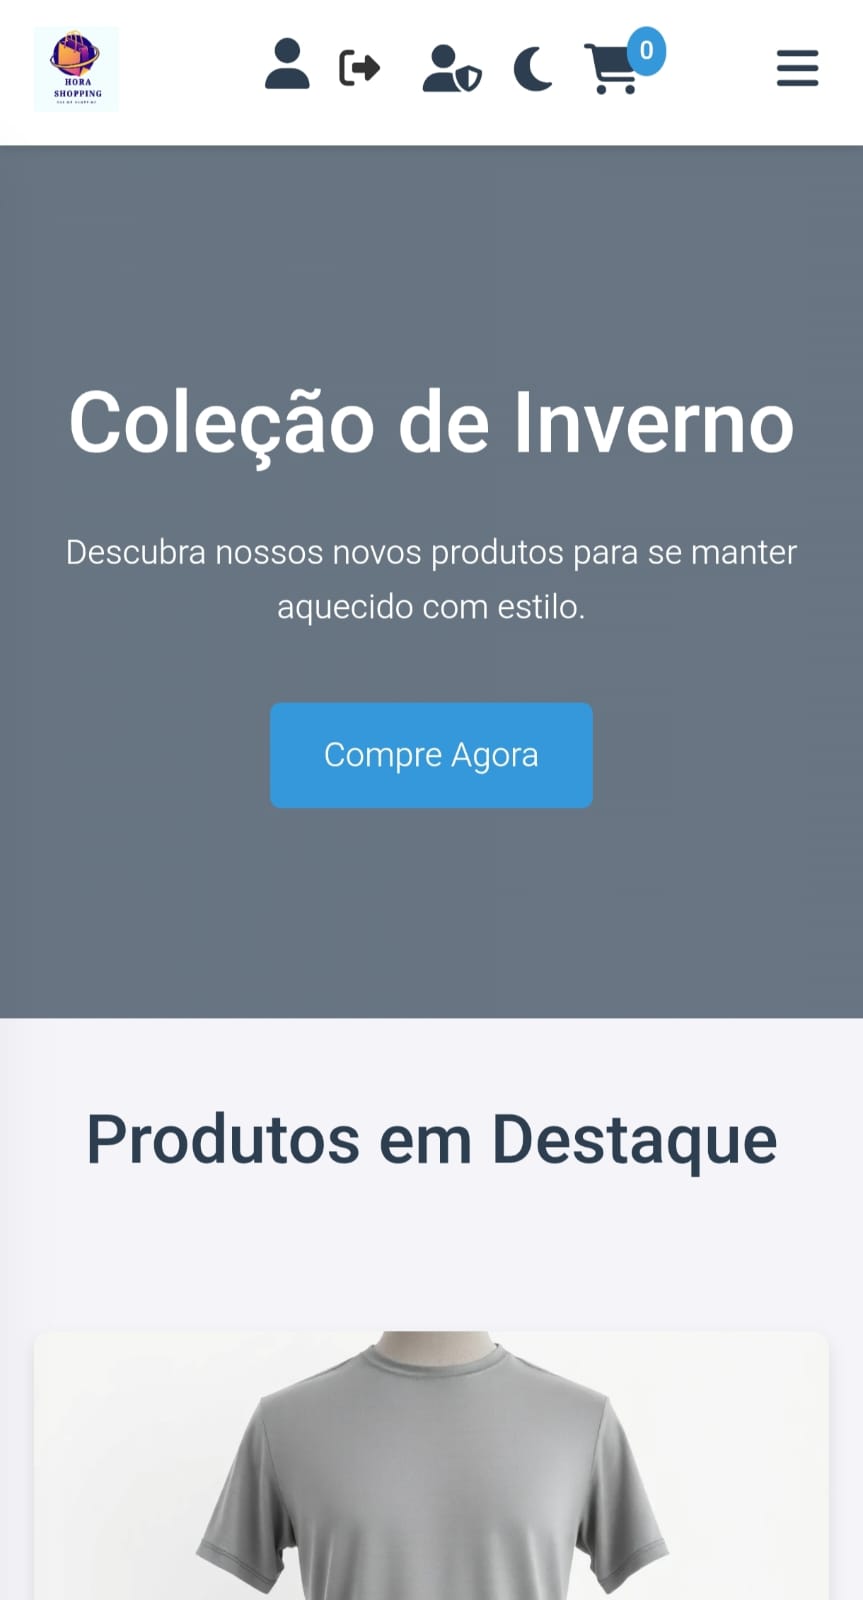 HORA
SHOPPING
0
Coleção de Inverno
Descubra nossos novos produtos para se manter
aquecido com estilo.
Compre Agora
Produtos em Destaque